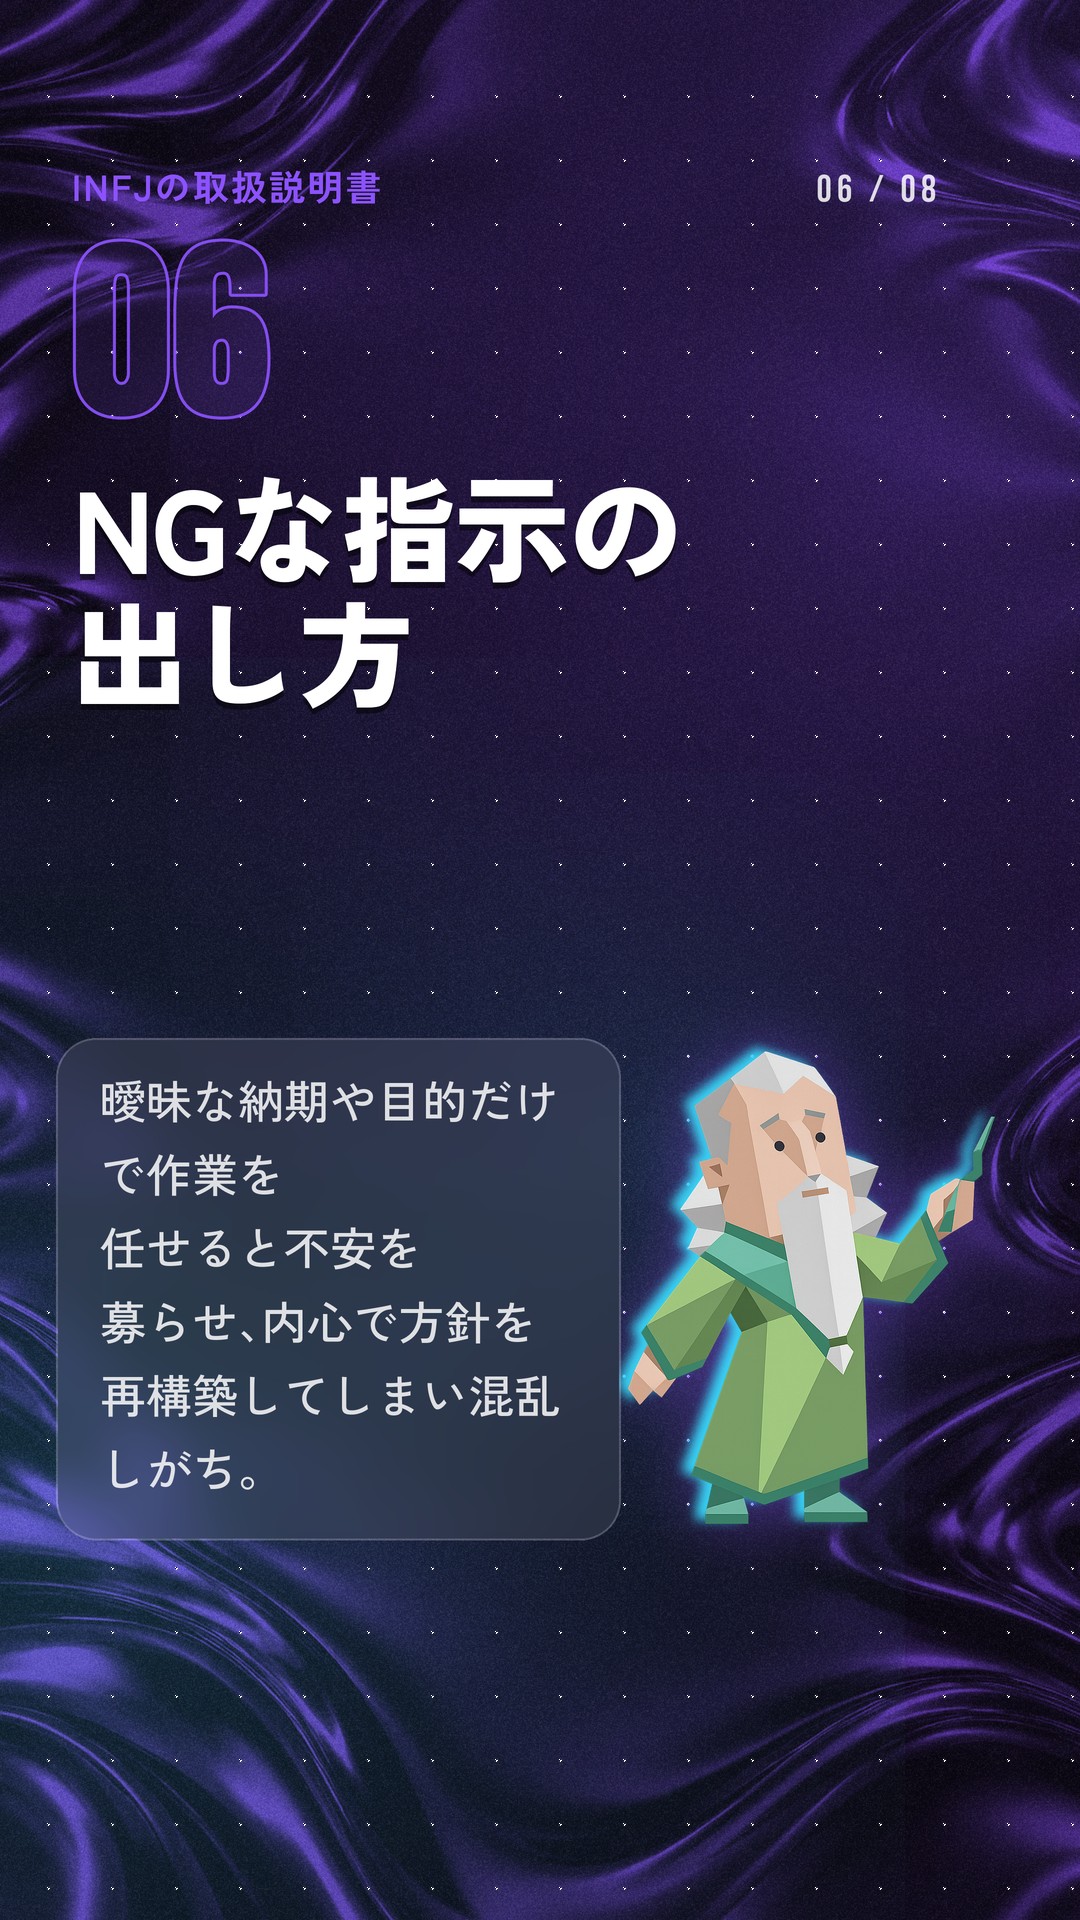 INFJの取扱説明書
06 / 08
06
NGな指示の
出し方
曖昧な納期や目的だけ
で作業を
任せると不安を
募らせ、内心で方針を
再構築してしまい混乱
しがち。